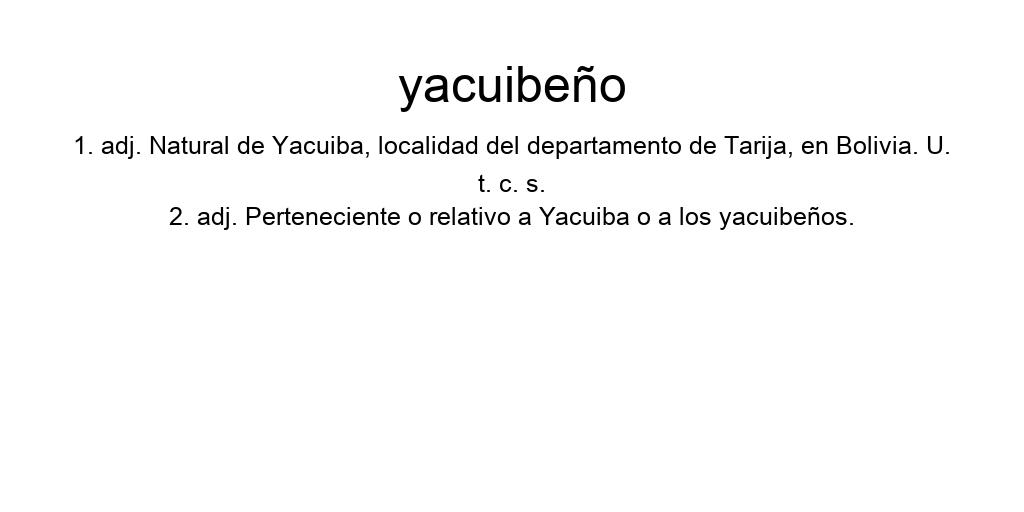 yacuibeño
1. adj. Natural de Yacuiba, localidad del departamento de Tarija, en Bolivia. U.
t. c. s.
2. adj. Perteneciente o relativo a Yacuiba o a los yacuibeños.